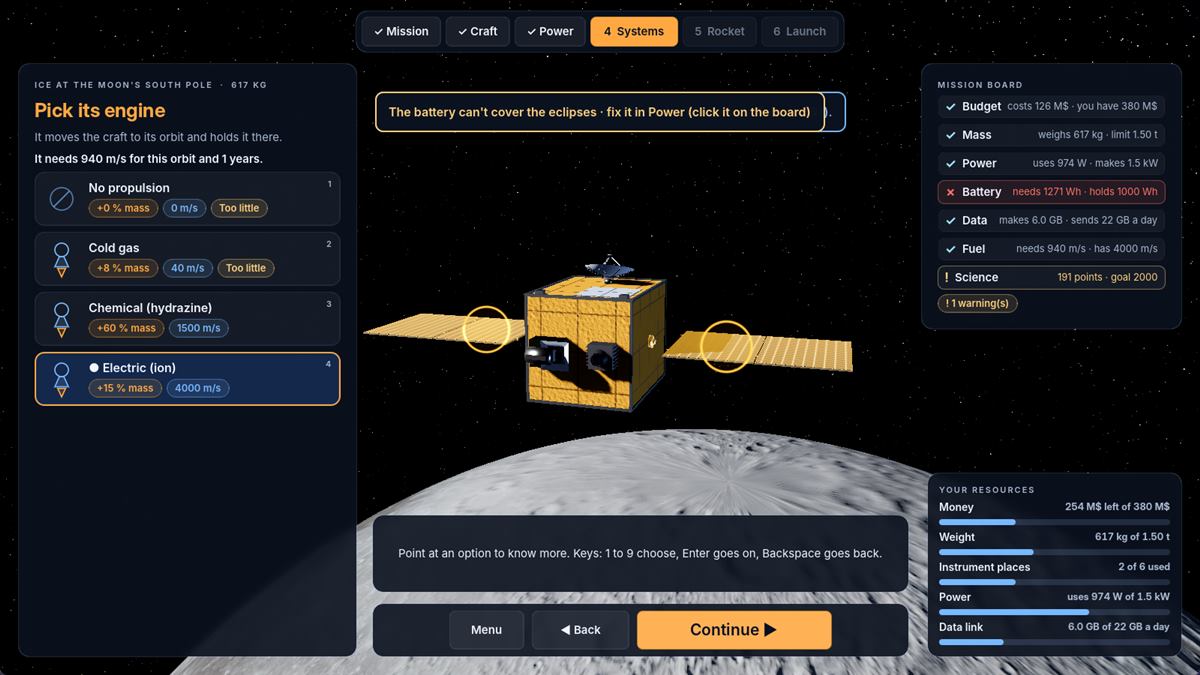 ✓ Mission
✓ Craft
✓ Power
4 Systems
5 Rocket
6 Launch
ICE AT THE MOON'S SOUTH POLE · 617 KG
Pick its engine
It moves the craft to its orbit and holds it there.
It needs 940 m/s for this orbit and 1 years.
No propulsion
1
+0 % mass
0 m/s
Too little
Cold gas
2
+8 % mass
40 m/s
Too little
Chemical (hydrazine)
3
+60 % mass
1500 m/s
● Electric (ion)
4
+15 % mass
4000 m/s
The battery can't cover the eclipses · fix it in Power (click it on the board)
).
MISSION BOARD
✓ Budget costs 126 M$ · you have 380 M$
✓ Mass weighs 617 kg · limit 1.50 t
✓ Power uses 974 W · makes 1.5 kW
× Battery needs 1271 Wh · holds 1000 Wh
✓ Data makes 6.0 GB · sends 22 GB a day
✓ Fuel needs 940 m/s · has 4000 m/s
! Science 191 points · goal 2000
! 1 warning(s)
Point at an option to know more. Keys: 1 to 9 choose, Enter goes on, Backspace goes back.
Menu
◀ Back
Continue ▶
YOUR RESOURCES
Money 254 M$ left of 380 M$
Weight 617 kg of 1.50 t
Instrument places 2 of 6 used
Power uses 974 W of 1.5 kW
Data link 6.0 GB of 22 GB a day